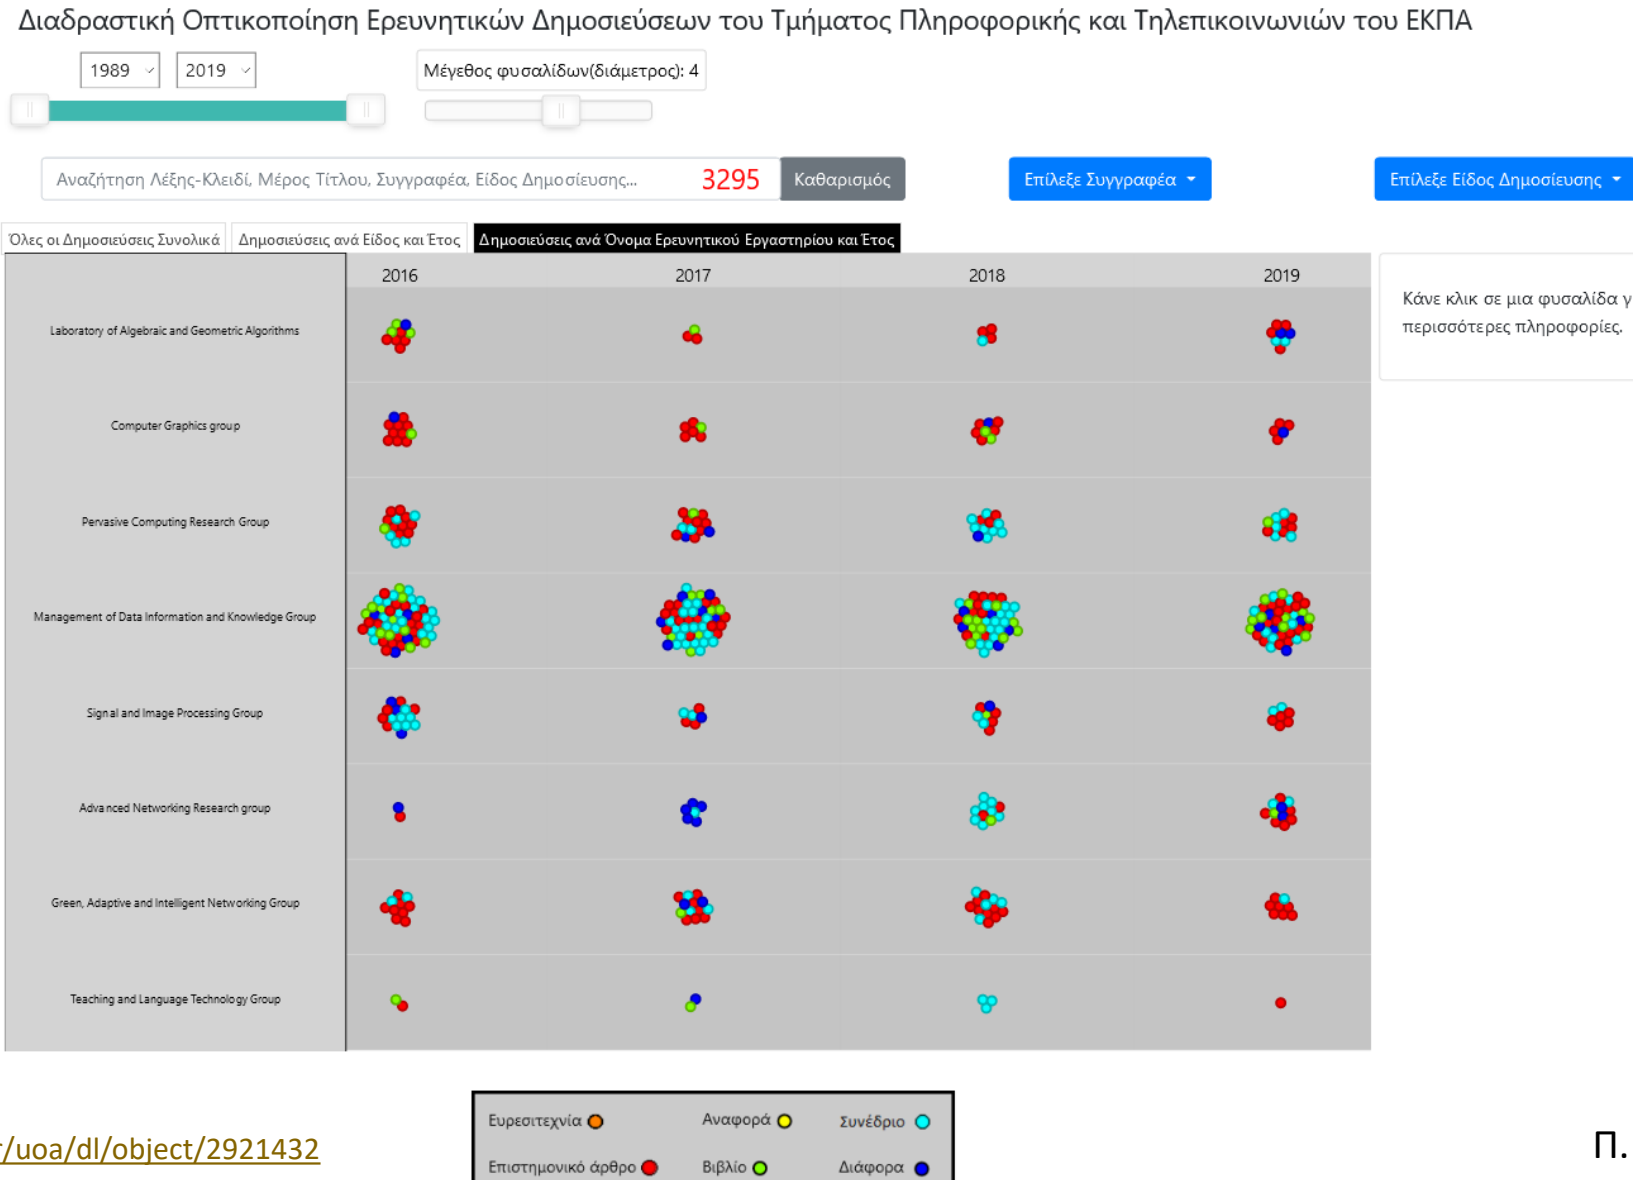 Διαδραστική Οπτικοποίηση Ερευνητικών Δημοσιεύσεων του Τμήματος Πληροφορικής και Τηλεπικοινωνιών του ΕΚΠΑ
1989 2019 Μέγεθος φυσαλίδων(διάμετρος): 4
Αναζήτηση Λέξης-Κλειδί, Μέρος Τίτλου, Συγγραφέα, Είδος Δημοσίευσης... 3295 Καθαρισμός Επίλεξε Συγγραφέα Επίλεξε Είδος Δημοσίευσης
Όλες οι Δημοσιεύσεις Συνολικά Δημοσιεύσεις ανά Είδος και Έτος Δημοσιεύσεις ανά Όνομα Ερευνητικού Εργαστηρίου και Έτος
2016 2017 2018 2019
Κάνε κλικ σε μια φυσαλίδα γ
περισσότερες πληροφορίες.
Laboratory of Algebraic and Geometric Algorithms
Computer Graphics group
Pervasive Computing Research Group
Management of Data Information and Knowledge Group
Signal and Image Processing Group
Advanced Networking Research group
Green, Adaptive and Intelligent Networking Group
Teaching and Language Technology Group
Ευρεσιτεχνία Αναφορά Συνέδριο
Επιστημονικό άρθρο Βιβλίο Διάφορα
r/uoa/dl/object/2921432
Π.